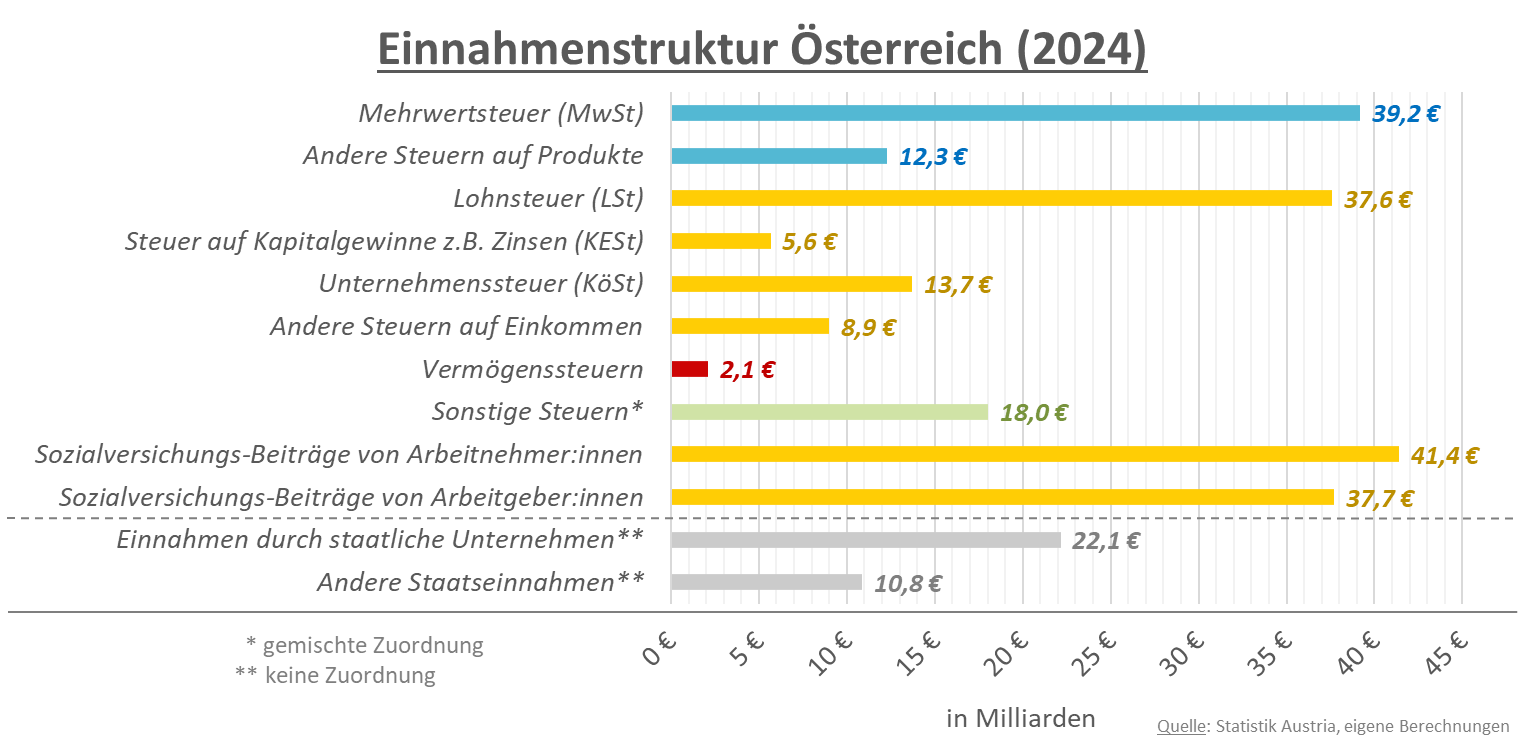 Einnahmenstruktur Österreich (2024)
Mehrwertsteuer (MwSt) 39,2 €
Andere Steuern auf Produkte 12,3 €
Lohnsteuer (LSt) 37,6 €
Steuer auf Kapitalgewinne z.B. Zinsen (KESt) 5,6 €
Unternehmenssteuer (KöSt) 13,7 €
Andere Steuern auf Einkommen 8,9 €
Vermögenssteuern 2,1 €
Sonstige Steuern* 18,0 €
Sozialversichungs-Beiträge von Arbeitnehmer:innen 41,4 €
Sozialversichungs-Beiträge von Arbeitgeber:innen 37,7 €
Einnahmen durch staatliche Unternehmen** 22,1 €
Andere Staatseinnahmen** 10,8 €
0 € 5 € 10 € 15 € 20 € 25 € 30 € 35 € 40 € 45 €
* gemischte Zuordnung
** keine Zuordnung
in Milliarden
Quelle: Statistik Austria, eigene Berechnungen